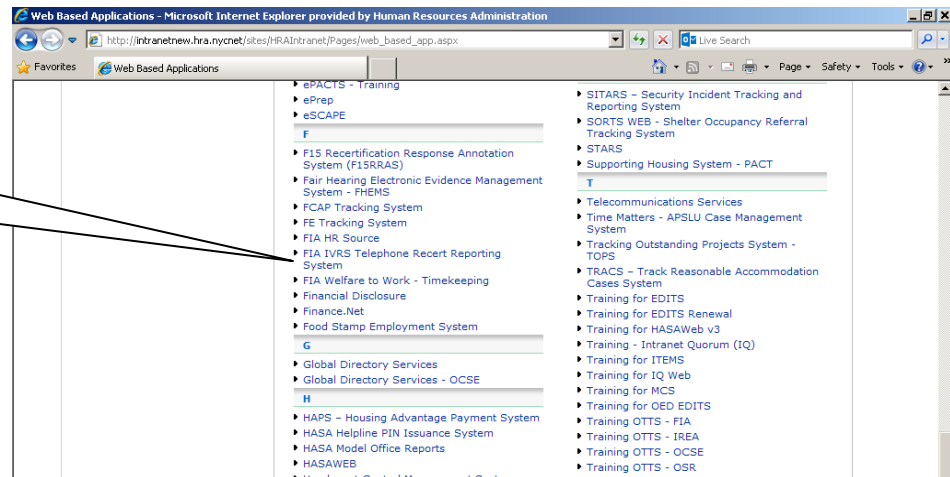 Web Based Applications - Microsoft Internet Explorer provided by Human Resources Administration
http://intranetnew.hra.nycnet/sites/HRAIntranet/Pages/web_based_app.aspx
Live Search
Favorites
Web Based Applications
Page
Safety
Tools
ePACTS - Training
ePrep
eSCAPE
F
F15 Recertification Response Annotation
System (F15RRAS)
Fair Hearing Electronic Evidence Management
System - FHEMS
FCAP Tracking System
FE Tracking System
FIA HR Source
FIA IVRS Telephone Recert Reporting
System
FIA Welfare to Work - Timekeeping
Financial Disclosure
Finance.Net
Food Stamp Employment System
G
Global Directory Services
Global Directory Services - OCSE
H
HAPS – Housing Advantage Payment System
HASA Helpline PIN Issuance System
HASA Model Office Reports
HASAWEB
SITARS – Security Incident Tracking and
Reporting System
SORTS WEB - Shelter Occupancy Referral
Tracking System
STARS
Supporting Housing System - PACT
T
Telecommunications Services
Time Matters - APSLU Case Management
System
Tracking Outstanding Projects System -
TOPS
TRACS – Track Reasonable Accommodation
Cases System
Training for EDITS
Training for EDITS Renewal
Training for HASAWeb v3
Training - Intranet Quorum (IQ)
Training for ITEMS
Training for IQ Web
Training for MCS
Training for OED EDITS
Training OTTS - FIA
Training OTTS - IREA
Training OTTS - OCSE
Training OTTS - OSR